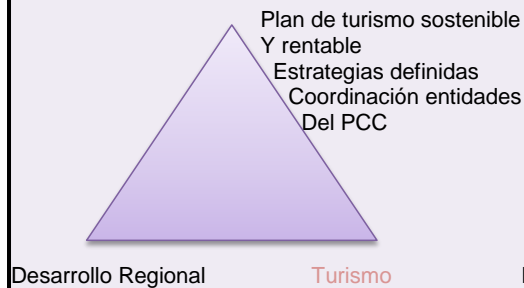 Plan de turismo sostenible
Y rentable
Estrategias definidas
Coordinación entidades
Del PCC
Desarrollo Regional Turismo